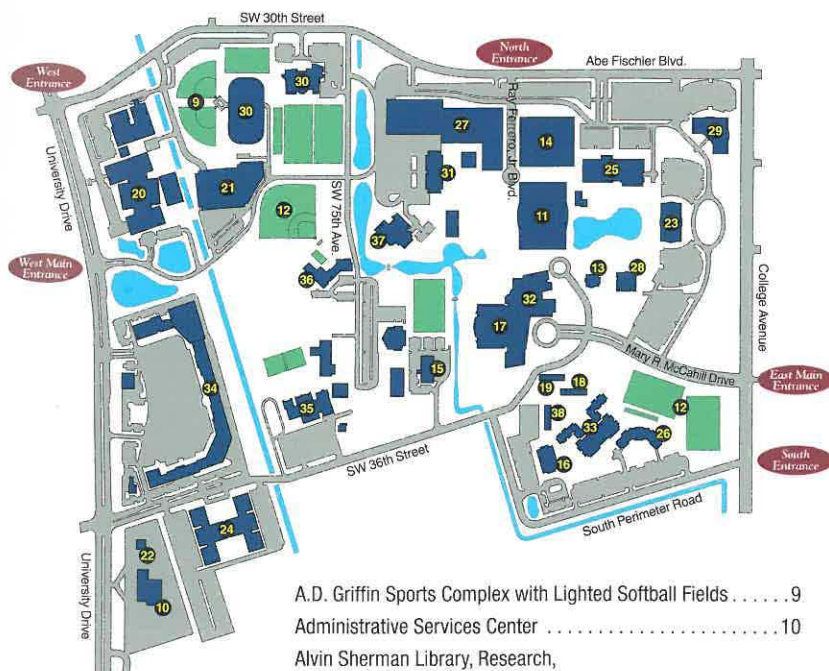 SW 30th Street
North
Entrance
Abe Fischler Blvd.
West
Entrance
30
9
30
27
14
29
Ray Ferrero, Jr. Blvd.
University Drive
20
21
31
25
SW 75th Ave
12
11
23
37
West Main
Entrance
36
13
28
College Avenue
32
17
Mary R. McCahill Drive
34
15
18
19
East Main
Entrance
12
35
38
33
26
SW 36th Street
16
South
Entrance
South Perimeter Road
24
22
10
University Drive
A.D. Griffin Sports Complex with Lighted Softball Fields . . . . . . 9
Administrative Services Center . . . . . . . . . . . . . . . . . . . . . . . . 10
Alvin Sherman Library, Research,